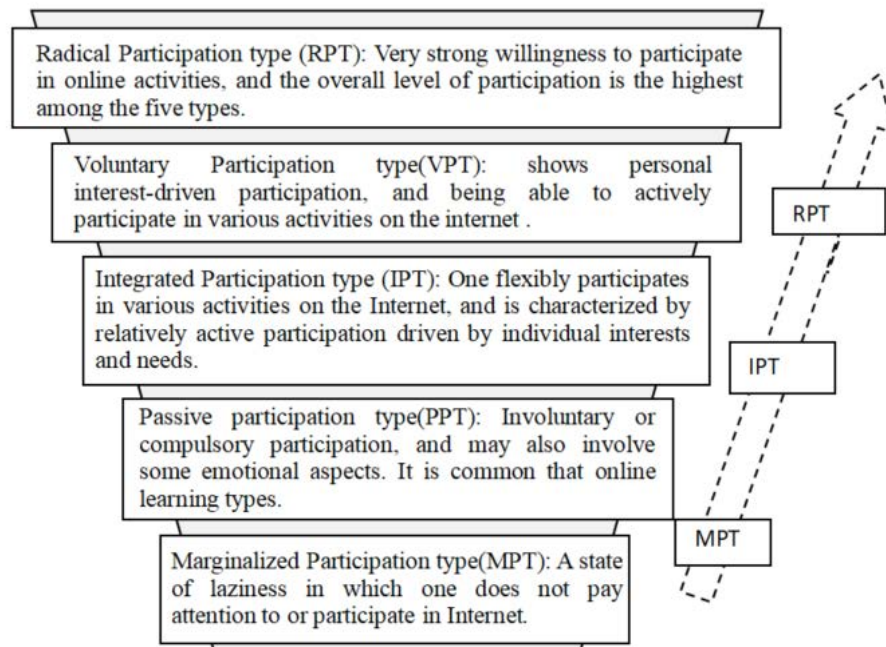 Radical Participation type (RPT): Very strong willingness to participate
in online activities, and the overall level of participation is the highest
among the five types.
Voluntary Participation type(VPT): shows personal
interest-driven participation, and being able to actively
participate in various activities on the internet .
Integrated Participation type (IPT): One flexibly participates
in various activities on the Internet, and is characterized by
relatively active participation driven by individual interests
and needs.
Passive participation type(PPT): Involuntary or
compulsory participation, and may also involve
some emotional aspects. It is common that online
learning types.
Marginalized Participation type(MPT): A state
of laziness in which one does not pay
attention to or participate in Internet.
RPT
IPT
MPT